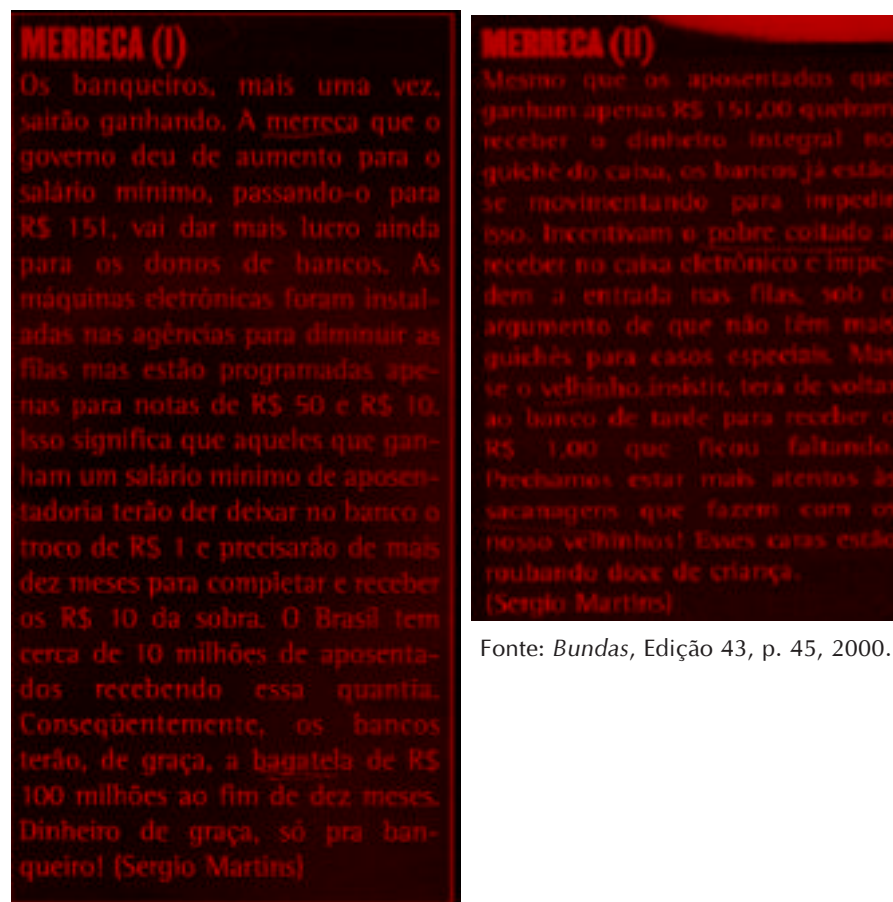 MERRECA (I)
Os banqueiros, mais uma vez,
sairão ganhando. A merreca que o
governo deu de aumento para o
salário mínimo, passando-o para
R$ 151, vai dar mais lucro ainda
para os donos de bancos. As
máquinas eletrônicas foram instal-
adas nas agências para diminuir as
filas mas estão programadas ape-
nas para notas de R$ 50 e R$ 10.
Isso significa que aqueles que gan-
ham um salário mínimo de aposen-
tadoria terão der deixar no banco o
troco de R$ 1 e precisarão de mais
dez meses para completar e receber
os R$ 10 da sobra. O Brasil tem
cerca de 10 milhões de aposenta-
dos recebendo essa quantia.
Conseqüentemente, os bancos
terão, de graça, a bagatela de R$
100 milhões ao fim de dez meses.
Dinheiro de graça, só pra ban-
queiro! (Sergio Martins)
MERRECA (II)
Mesmo que os aposentados que
ganham apenas R$ 151,00 queiram
receber o dinheiro integral no
guichê do caixa, os bancos já estão
se movimentando para impedi
isso. Incentivam o pobre coitado a
receber no caixa eletrônico e impe-
dem a entrada nas filas, sob o
argumento de que não têm mais
guichês para casos especiais. Mas
se o velhinho insistir, terá de voltar
ao banco de tarde para receber o
R$ 1,00 que ficou faltando.
Precisamos estar mais atentos às
sacanagens que fazem com os
nosso velhinhos! Esses caras estão
roubando doce de criança.
(Sergio Martins)
Fonte: Bundas, Edição 43, p. 45, 2000.